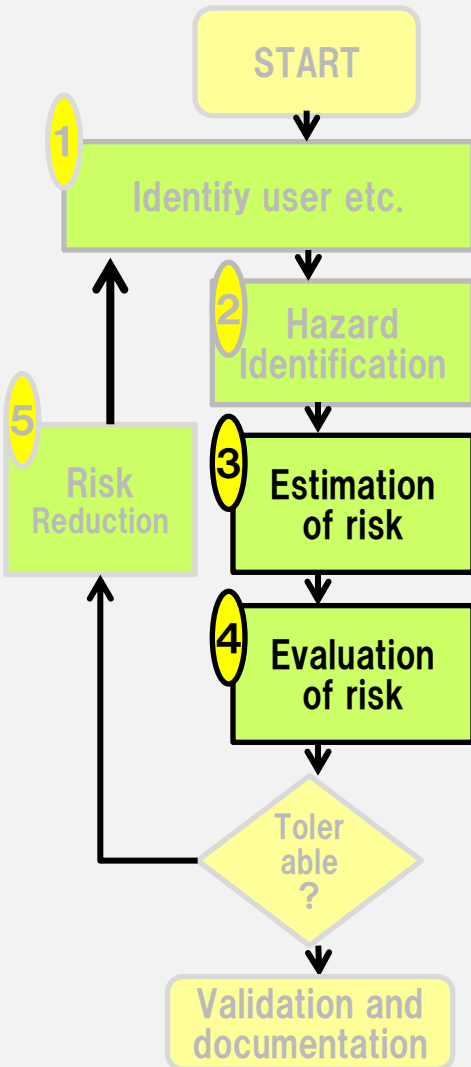 START
1
Identify user etc.
2
Hazard
Identification
3
Estimation
of risk
5
Risk
Reduction
4
Evaluation
of risk
Toler
able
?
Validation and
documentation